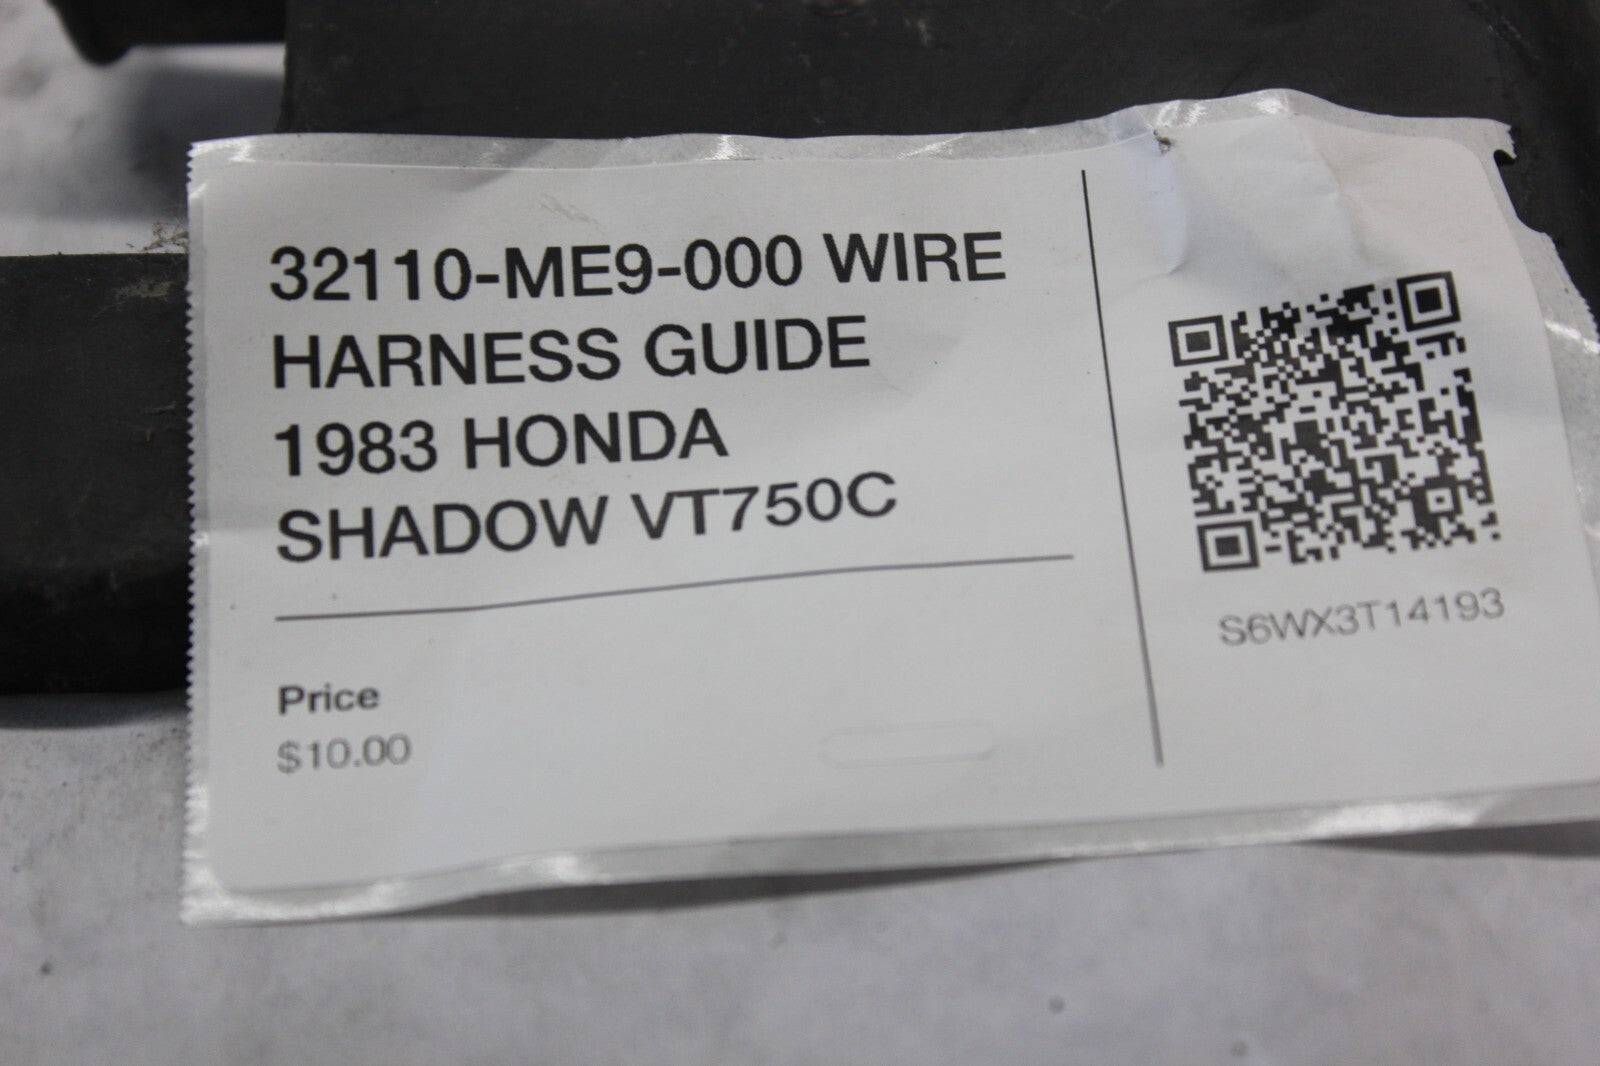 32110-ME9-000 WIRE
HARNESS GUIDE
1983 HONDA
SHADOW VT750C
Price
$10.00
S6WX3T14193